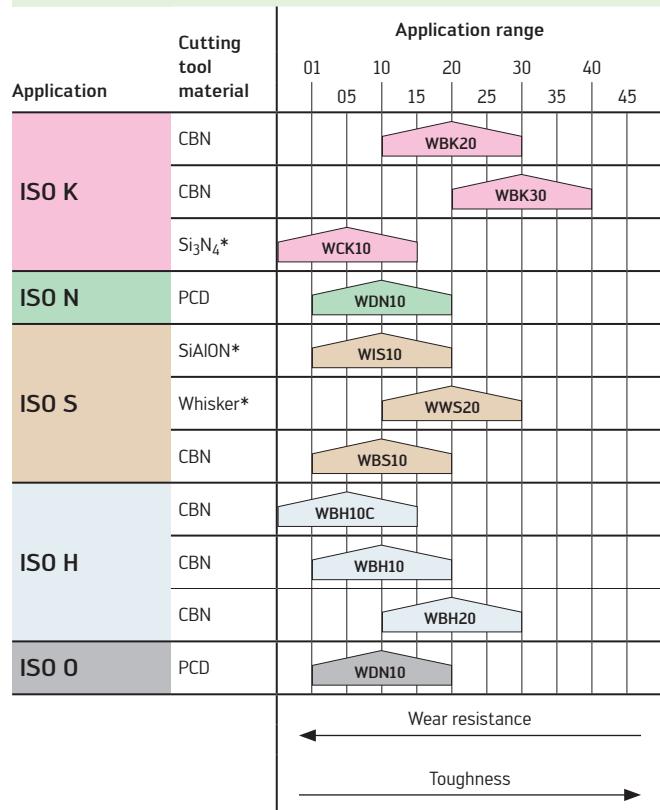 Application
Cutting
tool
material
Application range
01 10 20 30 40
05 15 25 35 45
ISO K
CBN WBK20
CBN WBK30
Si₃N₄* WCK10
ISO N PCD WDN10
ISO S
SiAlON* WIS10
Whisker* WWS20
CBN WBS10
ISO H
CBN WBH10C
CBN WBH10
CBN WBH20
ISO O PCD WDN10
Wear resistance
Toughness